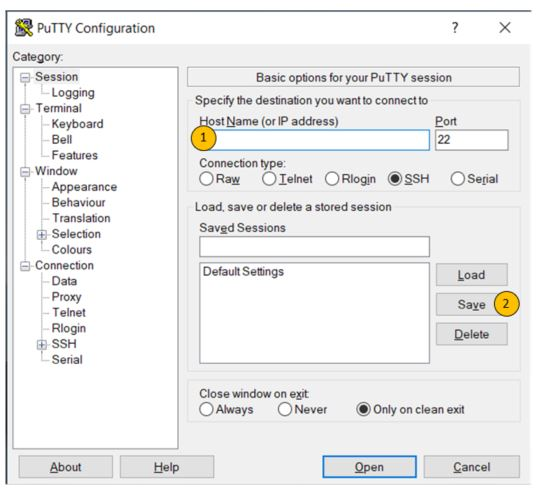 PuTTY Configuration
?
Category:
Session
Logging
Terminal
Keyboard
Bell
Features
Window
Appearance
Behaviour
Translation
Selection
Colours
Connection
Data
Proxy
Telnet
Rlogin
SSH
Serial
Basic options for your PuTTY session
Specify the destination you want to connect to
Host Name (or IP address) Port
1 22
Connection type:
Raw Telnet Rlogin SSH Serial
Load, save or delete a stored session
Saved Sessions
Default Settings
Load
Save 2
Delete
Close window on exit:
Always Never Only on clean exit
About Help Open Cancel